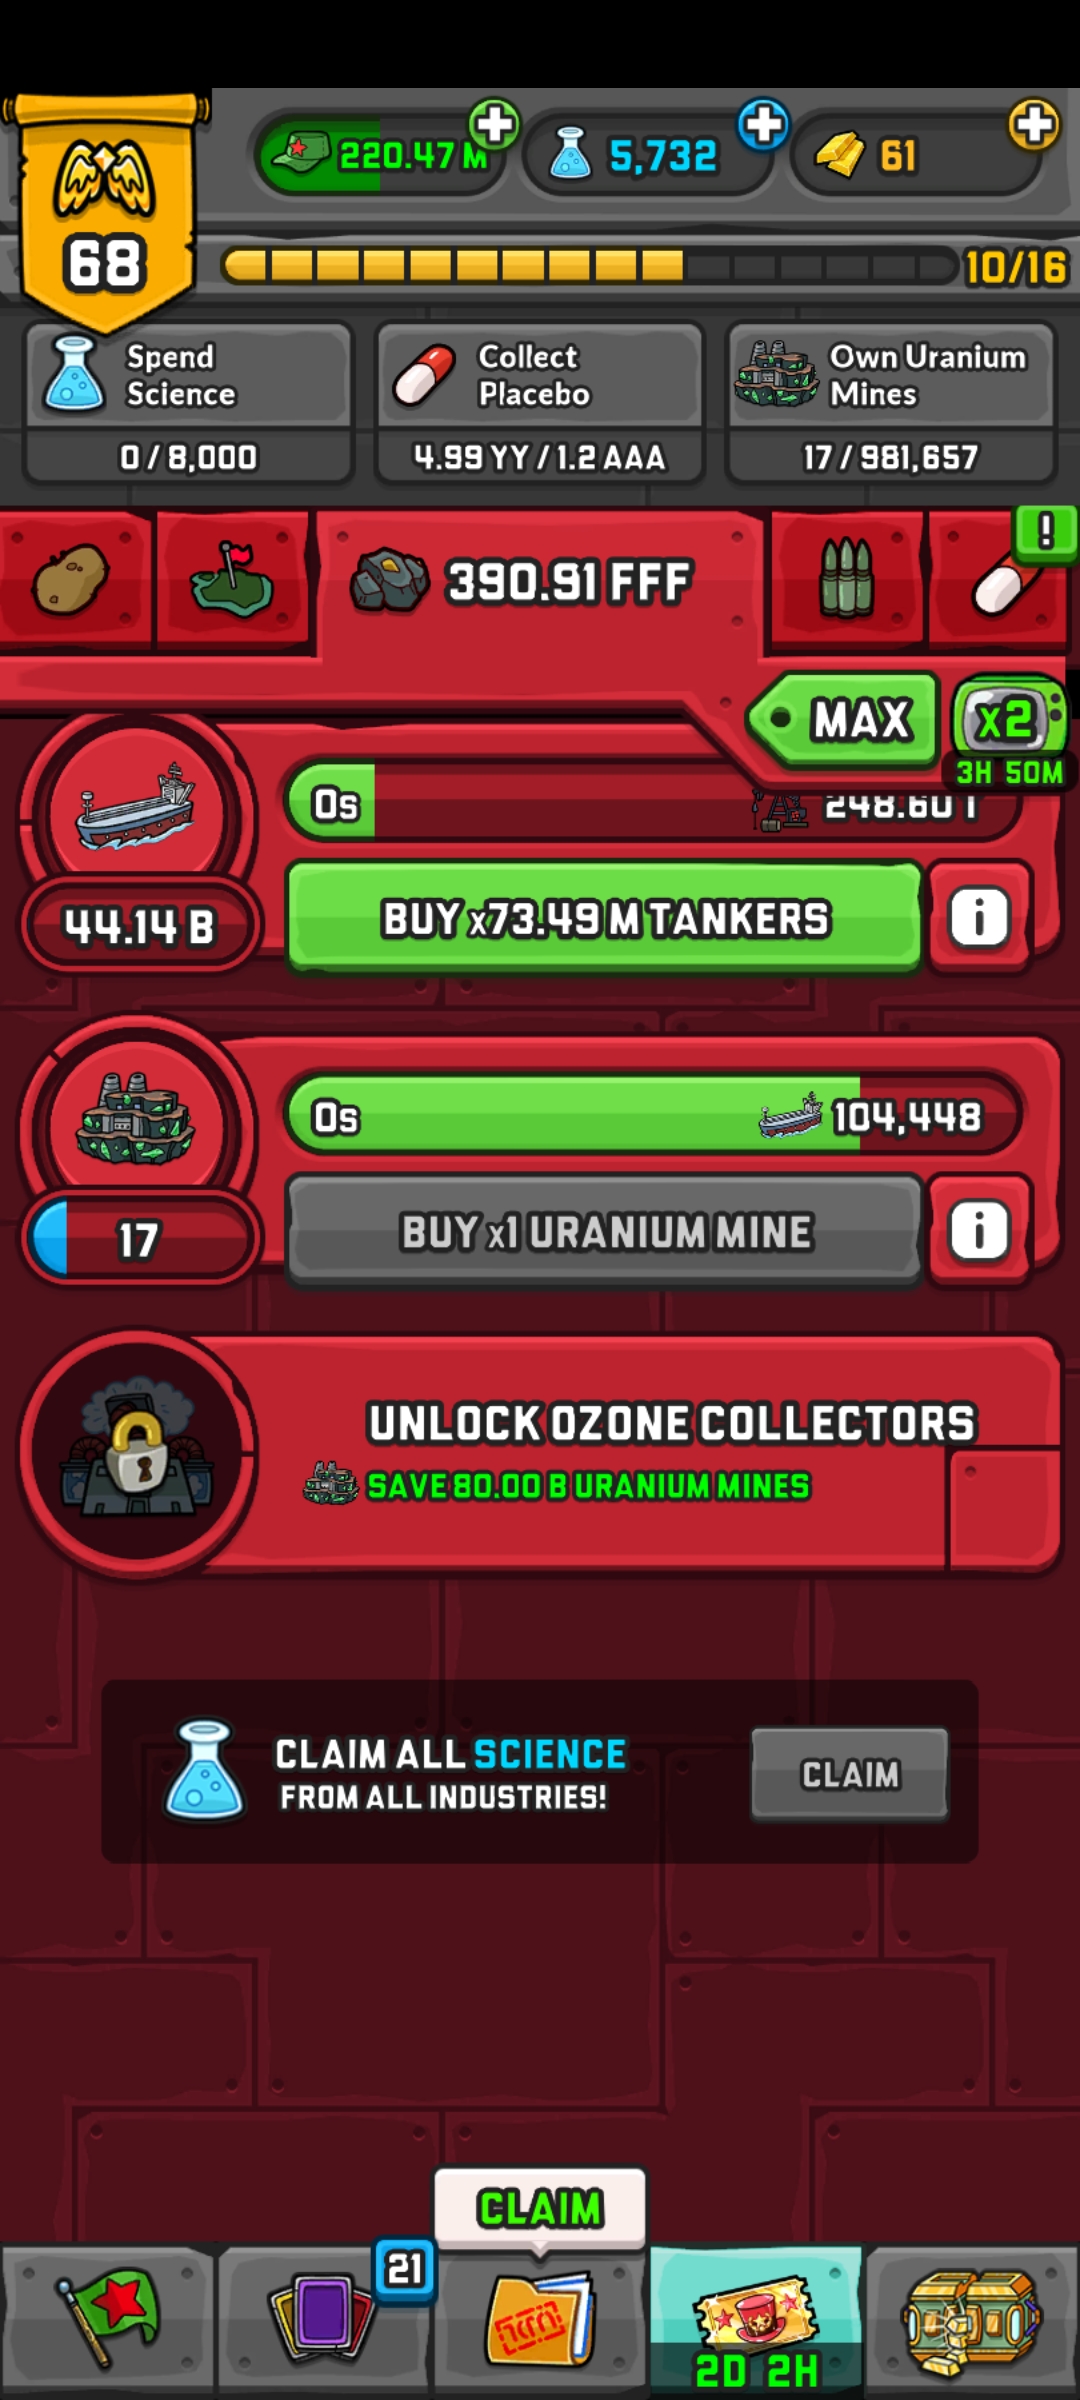 220.47 M
5,732
61
68
10/16
Spend
Science
0 / 8,000
Collect
Placebo
4.99 YY / 1.2 AAA
Own Uranium
Mines
17 / 981,657
390.91 FFF
!
MAX
x2
3H 50M
0s
248.60 T
44.14 B
BUY x73.49 M TANKERS
i
0s
104,448
17
BUY x1 URANIUM MINE
i
UNLOCK OZONE COLLECTORS
SAVE 80.00 B URANIUM MINES
CLAIM ALL SCIENCE
FROM ALL INDUSTRIES!
CLAIM
CLAIM
21
2D 2H